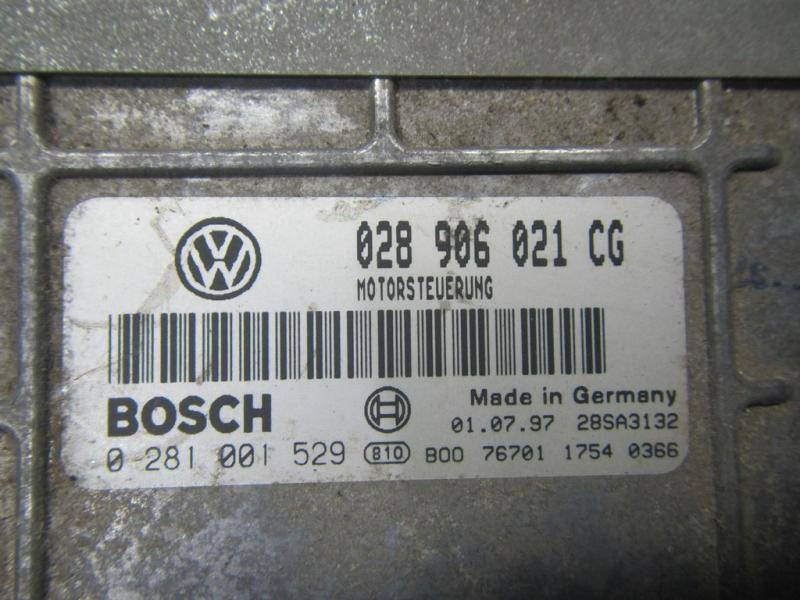 028 906 021 CG
MOTORSTEUERUNG
BOSCH
Made in Germany
01.07.97 28SA3132
0 281 001 529 810 B00 76701 1754 0366